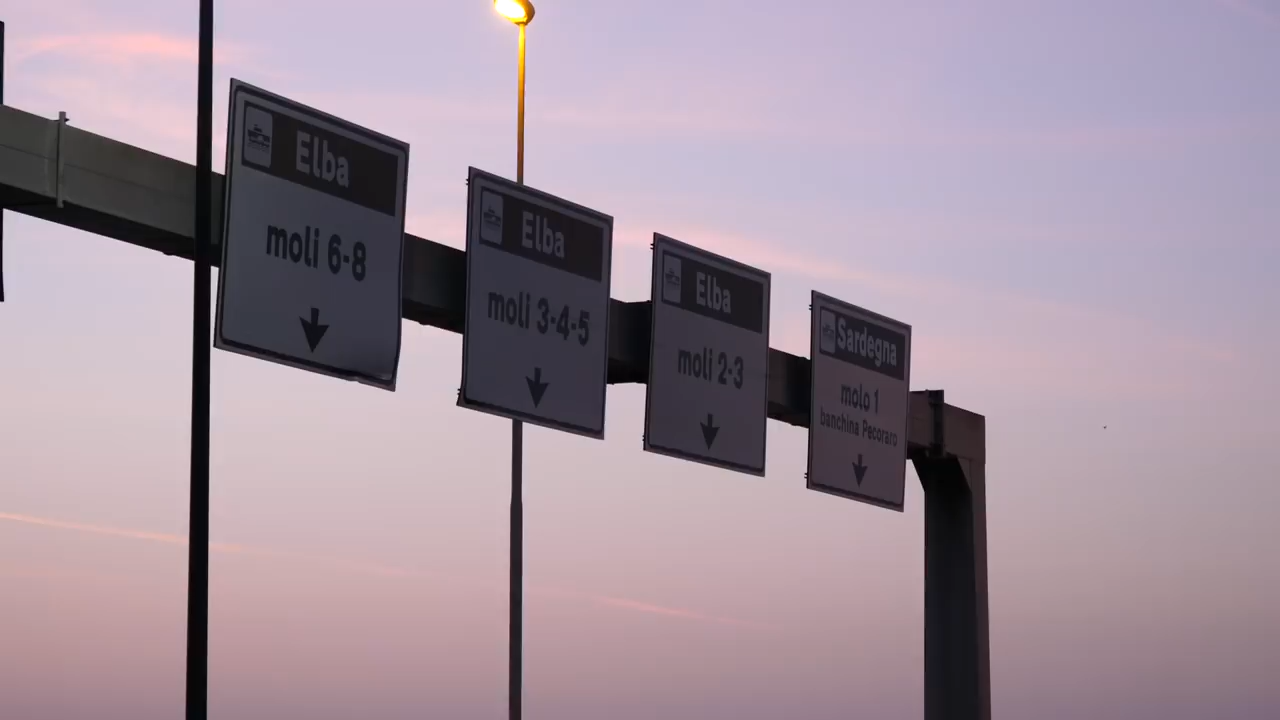 Elba
moli 6-8
Elba
moli 3-4-5
Elba
moli 2-3
Sardegna
molo 1
banchina Pecoraro